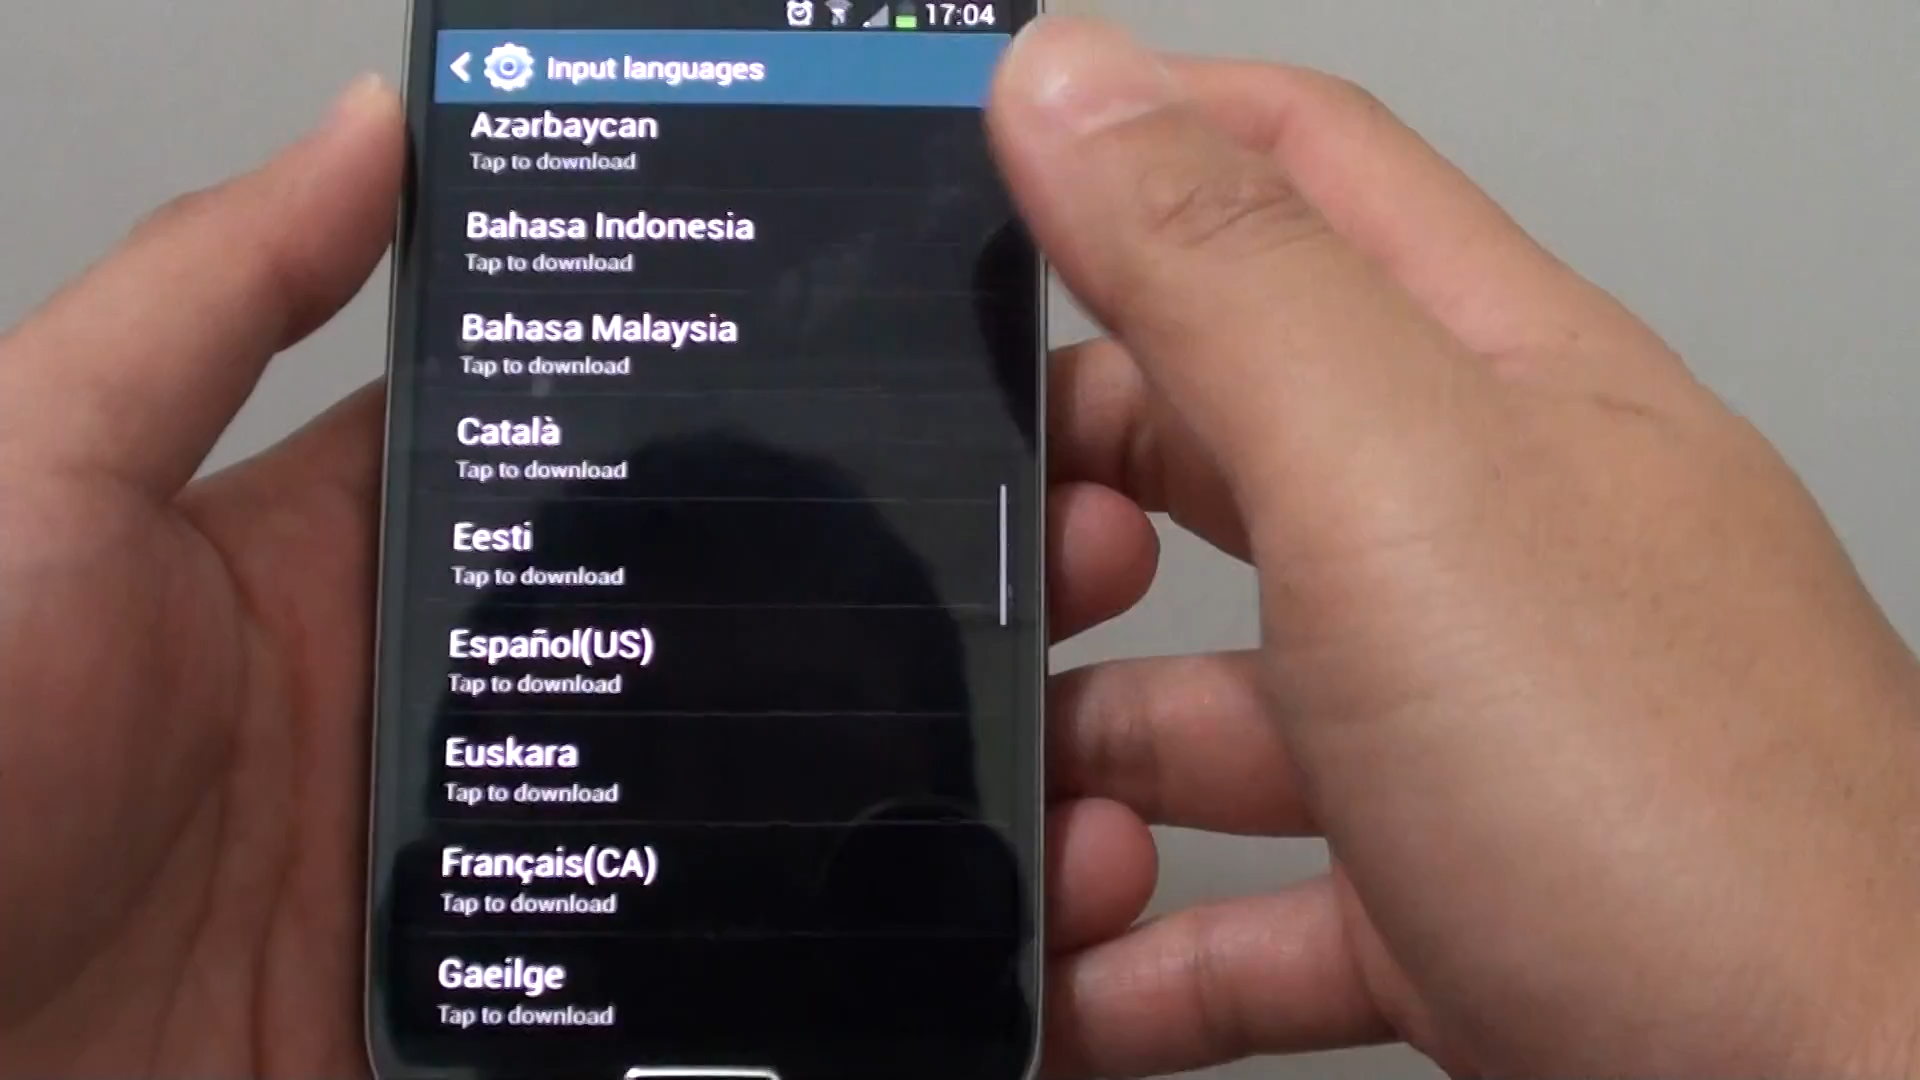 17:04
Input languages
Azərbaycan
Tap to download
Bahasa Indonesia
Tap to download
Bahasa Malaysia
Tap to download
Català
Tap to download
Eesti
Tap to download
Español(US)
Tap to download
Euskara
Tap to download
Français(CA)
Tap to download
Gaeilge
Tap to download